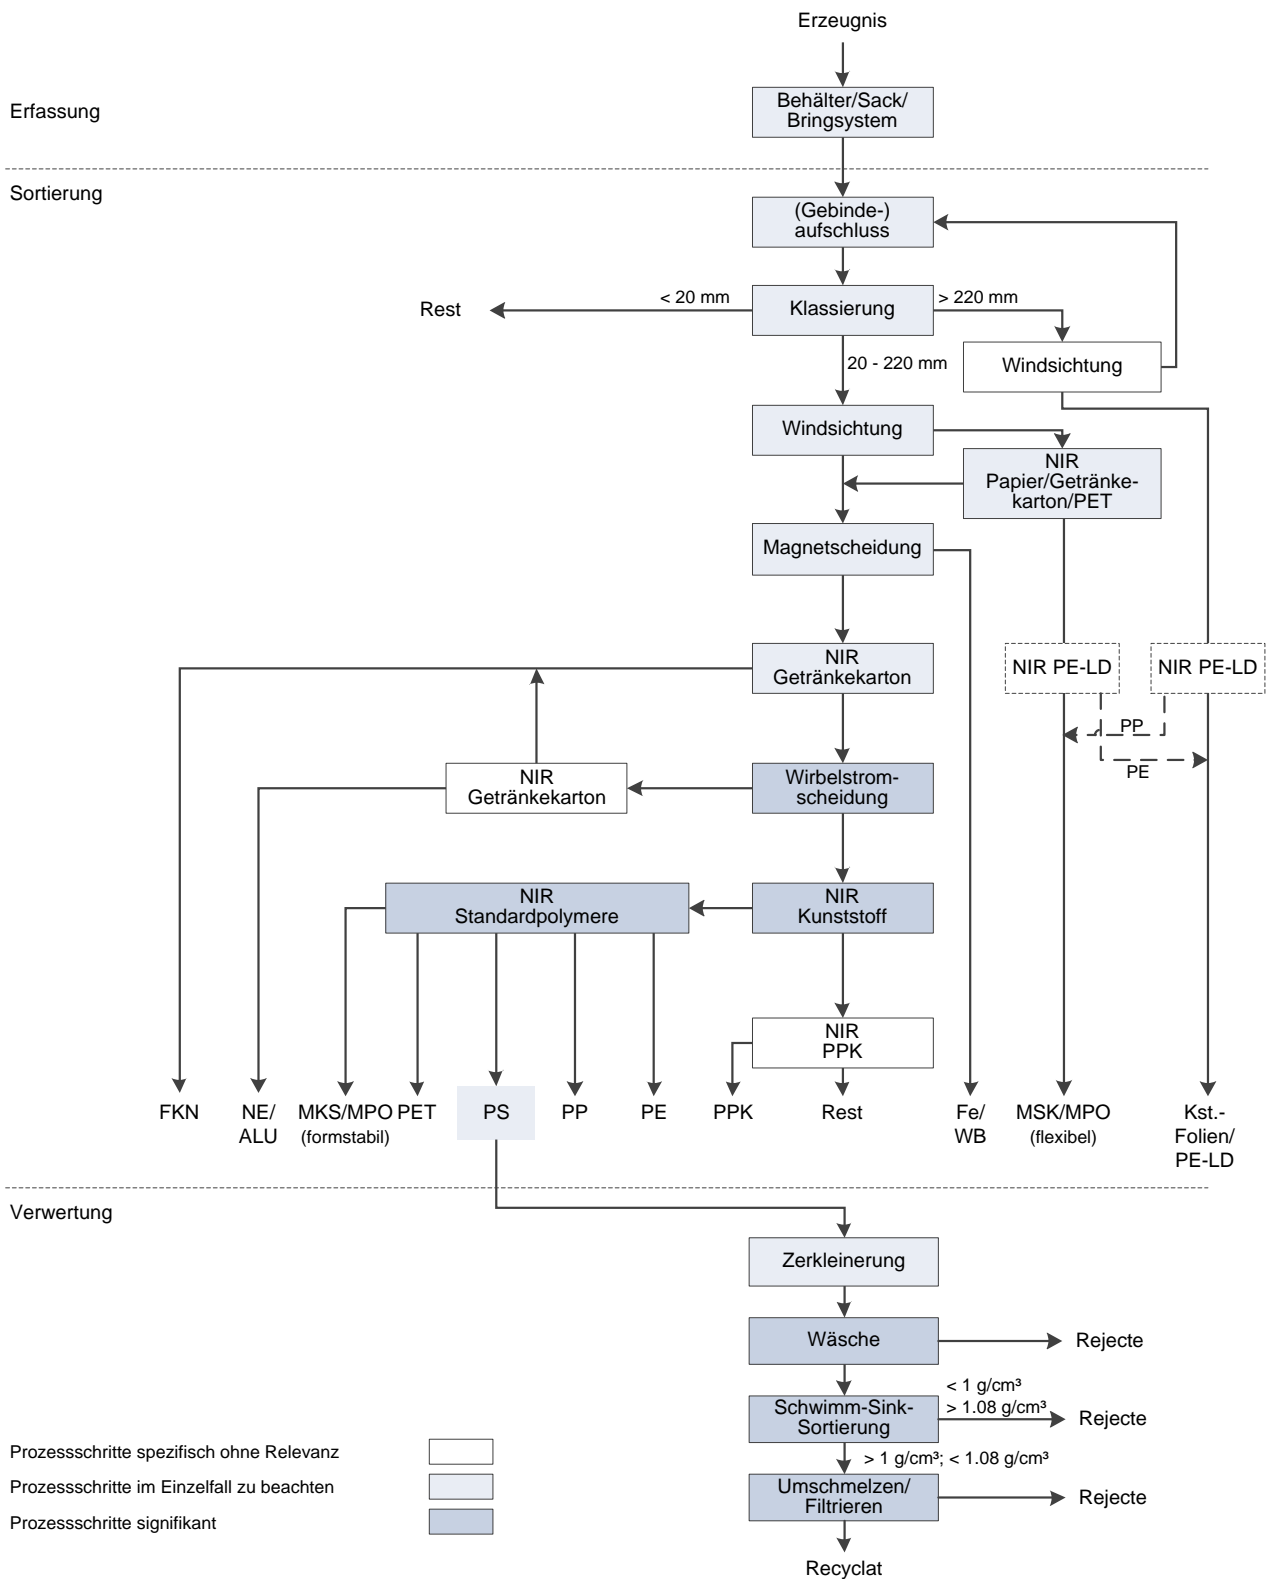 Erzeugnis
Erfassung
Behälter/Sack/
Bringsystem
Sortierung
(Gebinde-)
aufschluss
Rest
< 20 mm
Klassierung
> 220 mm
20 - 220 mm
Windsichtung
Windsichtung
NIR
Papier/Getränke-
karton/PET
Magnetscheidung
NIR
Getränkekarton
NIR PE-LD
NIR PE-LD
PP
PE
NIR
Getränkekarton
Wirbelstrom-
scheidung
NIR
Standardpolymere
NIR
Kunststoff
NIR
PPK
FKN
NE/
ALU
MKS/MPO
(formstabil)
PET
PS
PP
PE
PPK
Rest
Fe/
WB
MSK/MPO
(flexibel)
Kst.-
Folien/
PE-LD
Verwertung
Zerkleinerung
Wäsche
Rejecte
Schwimm-Sink-
Sortierung
< 1 g/cm³
> 1.08 g/cm³
Rejecte
> 1 g/cm³; < 1.08 g/cm³
Umschmelzen/
Filtrieren
Rejecte
Recyclat
Prozessschritte spezifisch ohne Relevanz
Prozessschritte im Einzelfall zu beachten
Prozessschritte signifikant